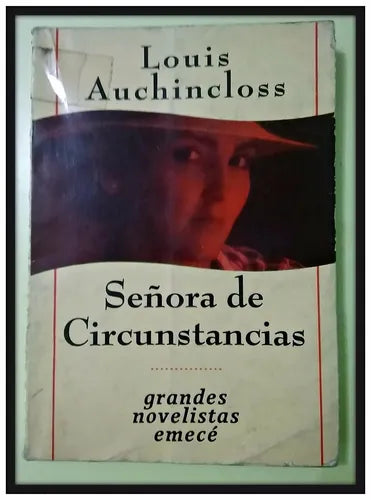 Louis
Auchincloss
Señora de
Circunstancias
grandes
novelistas
emecé